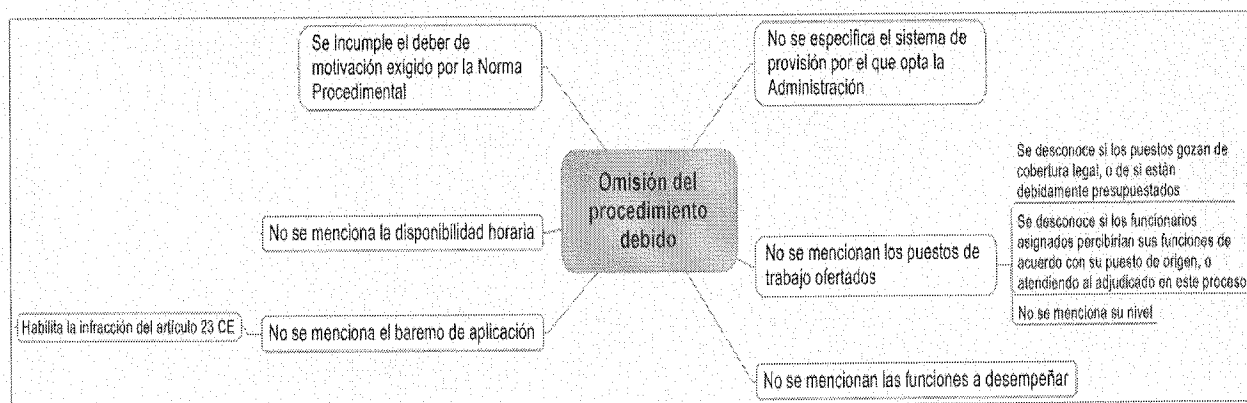 Se incumple el deber de
motivación exigido por la Norma
Procedimental
No se especifica el sistema de
provisión por el que opta la
Administración
Omisión del
procedimiento
debido
No se menciona la disponibilidad horaria
No se mencionan los puestos de
trabajo ofertados
Se desconoce si los puestos gozan de
cobertura legal, o de si están
debidamente presupuestados
Se desconoce si los funcionarios
asignados percibirían sus funciones de
acuerdo con su puesto de origen, o
atendiendo al adjudicado en este proceso
No se menciona su nivel
Habilita la infracción del artículo 23 CE
No se menciona el baremo de aplicación
No se mencionan las funciones a desempeñar